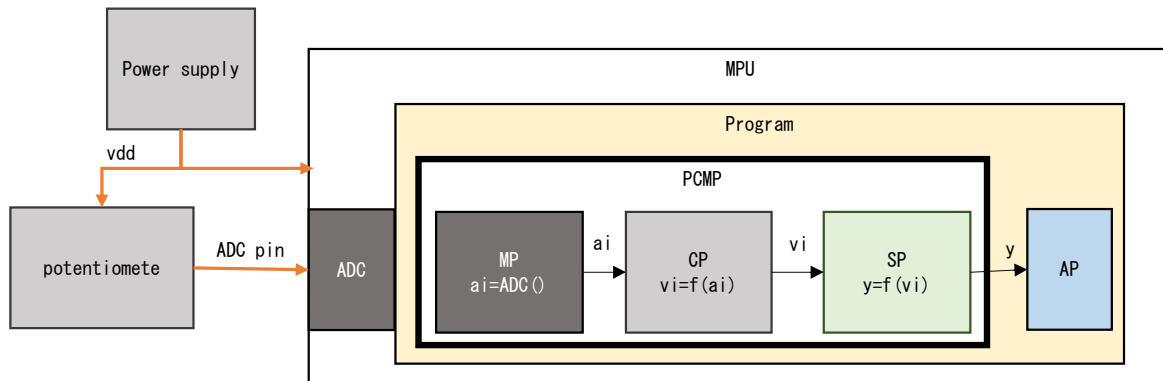 Power supply
MPU
Program
vdd
PCMP
potentiomete
ADC pin
ADC
MP
ai=ADC()
ai
CP
vi=f(ai)
vi
SP
y=f(vi)
y
AP